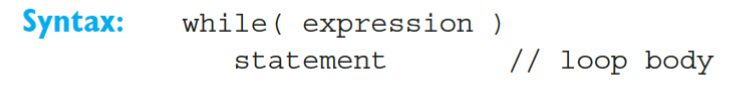 Syntax: while( expression )
statement // loop body